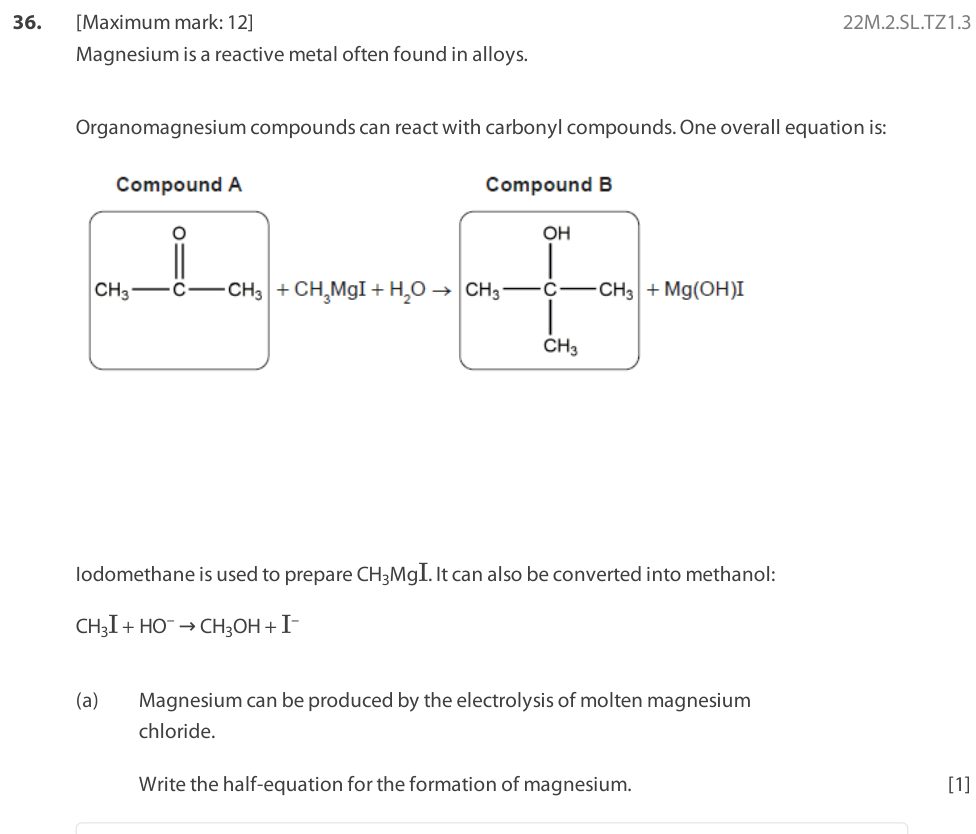 36. [Maximum mark: 12] 22M.2.SL.TZ1.3
Magnesium is a reactive metal often found in alloys.
Organomagnesium compounds can react with carbonyl compounds. One overall equation is:
Compound A Compound B
O OH
CH₃ C CH₃ + CH₃MgI + H₂O → CH₃ C CH₃ + Mg(OH)I
CH₃
Iodomethane is used to prepare CH₃MgI. It can also be converted into methanol:
CH₃I + HO⁻ → CH₃OH + I⁻
(a) Magnesium can be produced by the electrolysis of molten magnesium
chloride.
Write the half-equation for the formation of magnesium. [1]